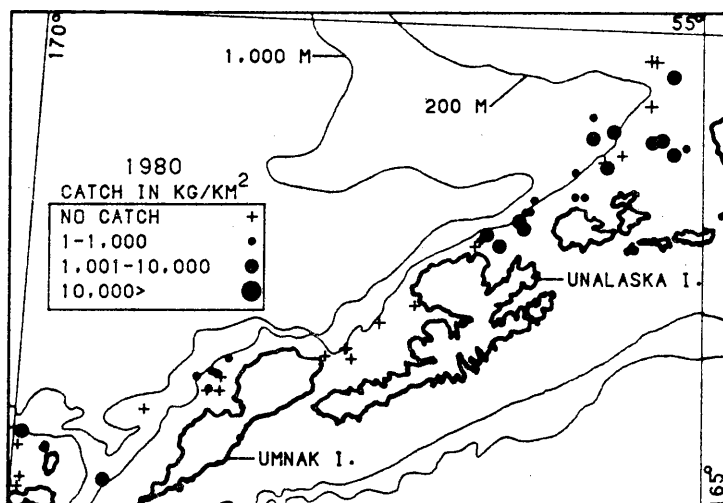 170°
55°
1,000 M
200 M
1980
CATCH IN KG/KM²
NO CATCH +
1-1,000
1,001-10,000
10,000>
UNALASKA I.
UMNAK I.
65°